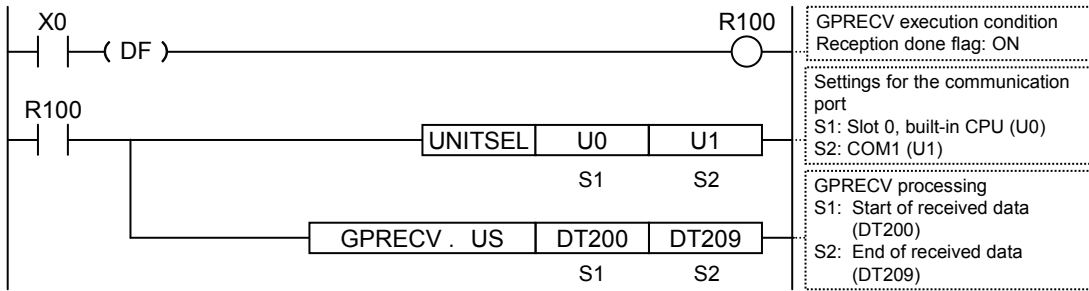 X0
( DF )
R100
GPRECV execution condition
Reception done flag: ON
R100
UNITSEL U0 U1
S1 S2
Settings for the communication
port
S1: Slot 0, built-in CPU (U0)
S2: COM1 (U1)
GPRECV . US DT200 DT209
S1 S2
GPRECV processing
S1: Start of received data
(DT200)
S2: End of received data
(DT209)